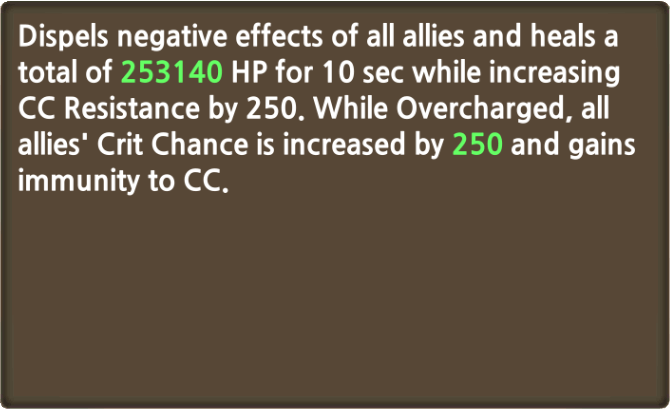 Dispels negative effects of all allies and heals a
total of 253140 HP for 10 sec while increasing
CC Resistance by 250. While Overcharged, all
allies' Crit Chance is increased by 250 and gains
immunity to CC.